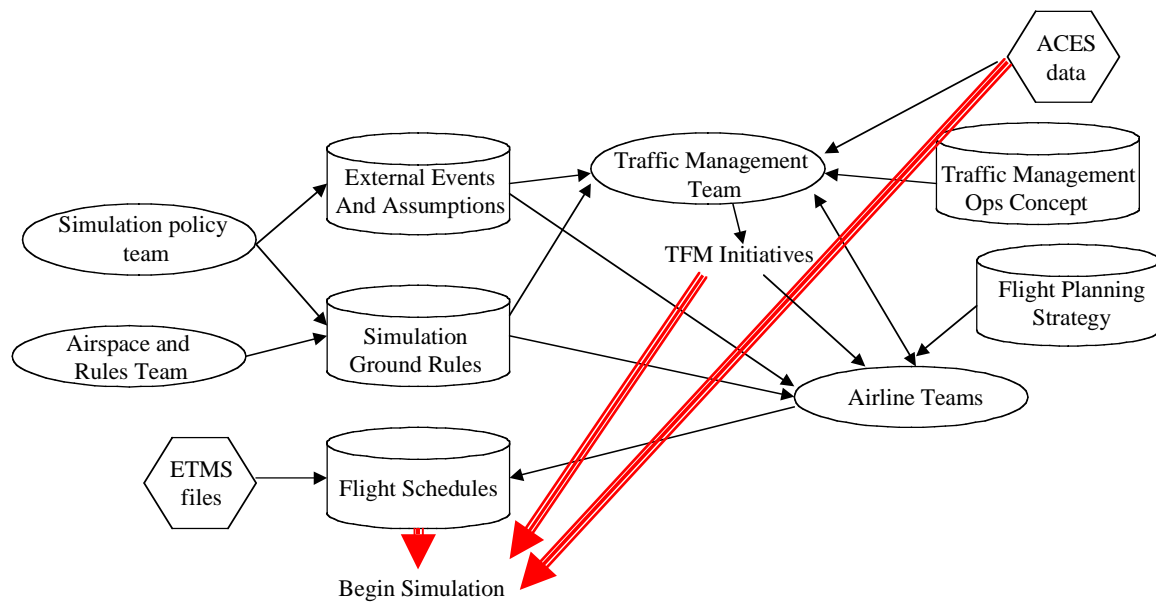 ACES
data
External Events
And Assumptions
Traffic Management
Team
Traffic Management
Ops Concept
Simulation policy
team
TFM Initiatives
Flight Planning
Strategy
Simulation
Ground Rules
Airspace and
Rules Team
Airline Teams
ETMS
files
Flight Schedules
Begin Simulation